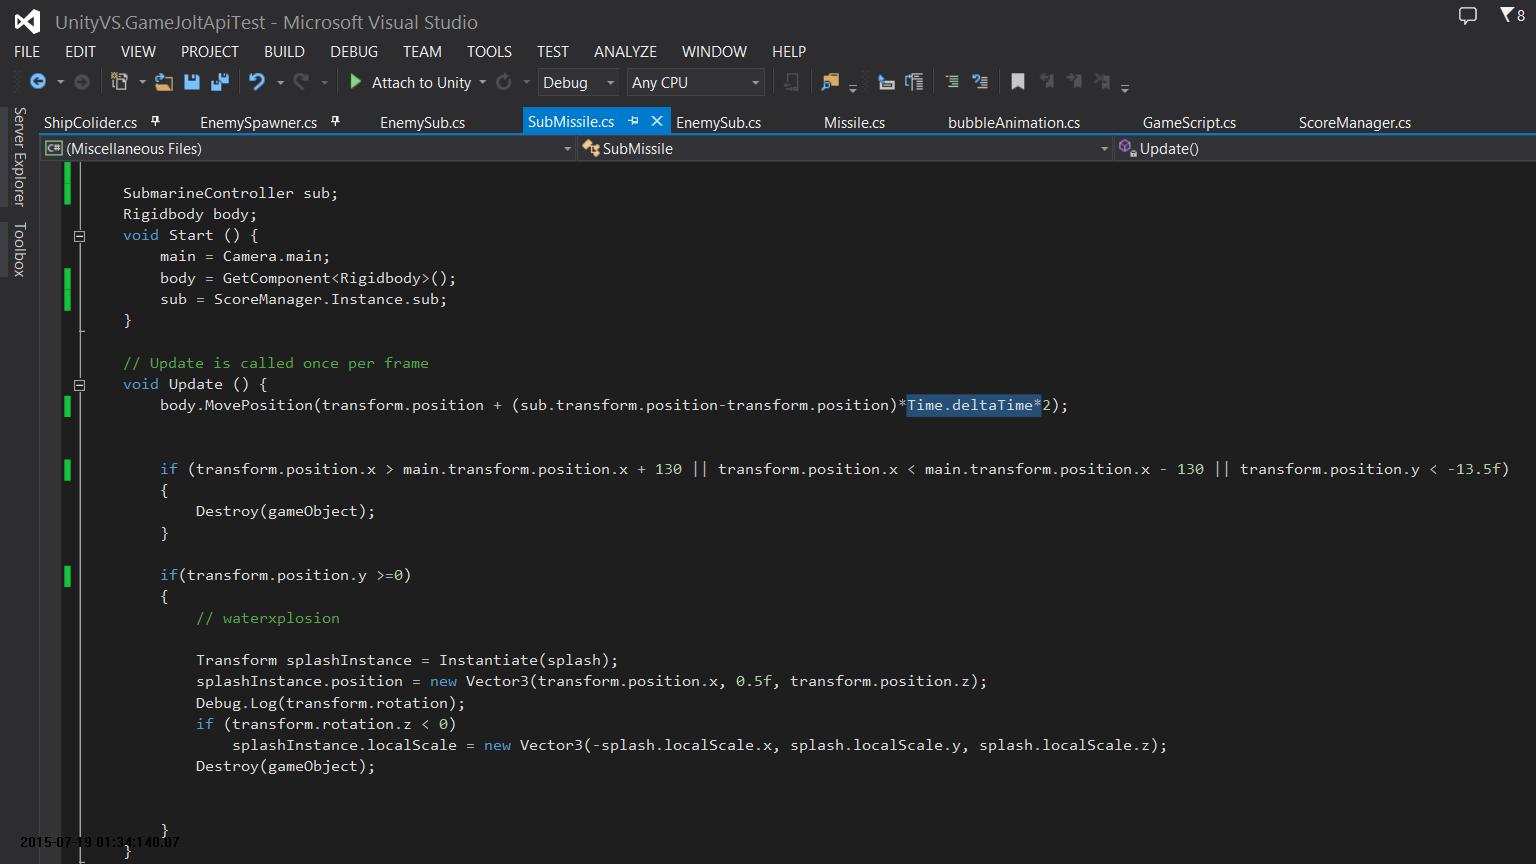 UnityVS.GameJoltApiTest - Microsoft Visual Studio
8
FILE EDIT VIEW PROJECT BUILD DEBUG TEAM TOOLS TEST ANALYZE WINDOW HELP
Attach to Unity Debug Any CPU
Server Explorer
Toolbox
ShipColider.cs EnemySpawner.cs EnemySub.cs SubMissile.cs EnemySub.cs Missile.cs bubbleAnimation.cs GameScript.cs ScoreManager.cs
C# (Miscellaneous Files) SubMissile Update()
SubmarineController sub;
Rigidbody body;
void Start () {
main = Camera.main;
body = GetComponent<Rigidbody>();
sub = ScoreManager.Instance.sub;
}
// Update is called once per frame
void Update () {
body.MovePosition(transform.position + (sub.transform.position-transform.position)*Time.deltaTime*2);
if (transform.position.x > main.transform.position.x + 130 || transform.position.x < main.transform.position.x - 130 || transform.position.y < -13.5f)
{
Destroy(gameObject);
}
if(transform.position.y >=0)
{
// waterxplosion
Transform splashInstance = Instantiate(splash);
splashInstance.position = new Vector3(transform.position.x, 0.5f, transform.position.z);
Debug.Log(transform.rotation);
if (transform.rotation.z < 0)
splashInstance.localScale = new Vector3(-splash.localScale.x, splash.localScale.y, splash.localScale.z);
Destroy(gameObject);
}
2015-07-19
}